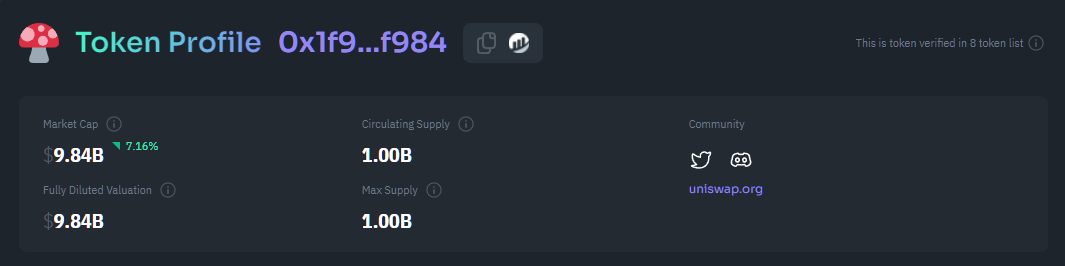 Token Profile 0x1f9...f984
This is token verified in 8 token list
Market Cap
$9.84B 7.16%
Fully Diluted Valuation
$9.84B
Circulating Supply
1.00B
Max Supply
1.00B
Community
uniswap.org